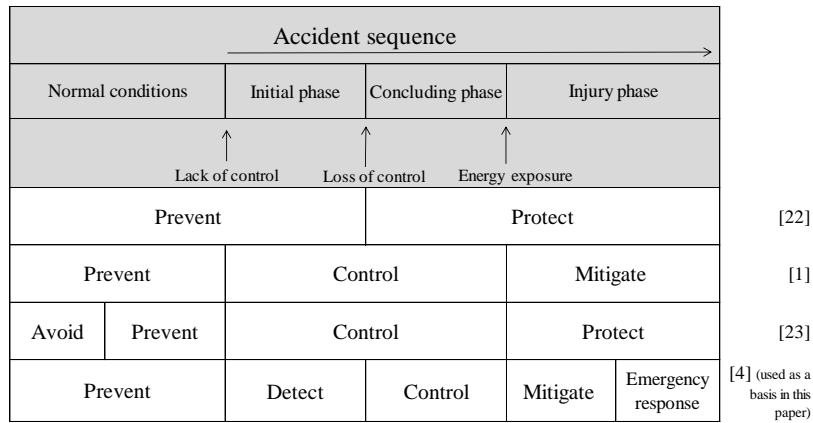 Accident sequence
Normal conditions Initial phase Concluding phase Injury phase
Lack of control Loss of control Energy exposure
Prevent Protect [22]
Prevent Control Mitigate [1]
Avoid Prevent Control Protect [23]
Prevent Detect Control Mitigate Emergency
response
[4] (used as a
basis in this
paper)